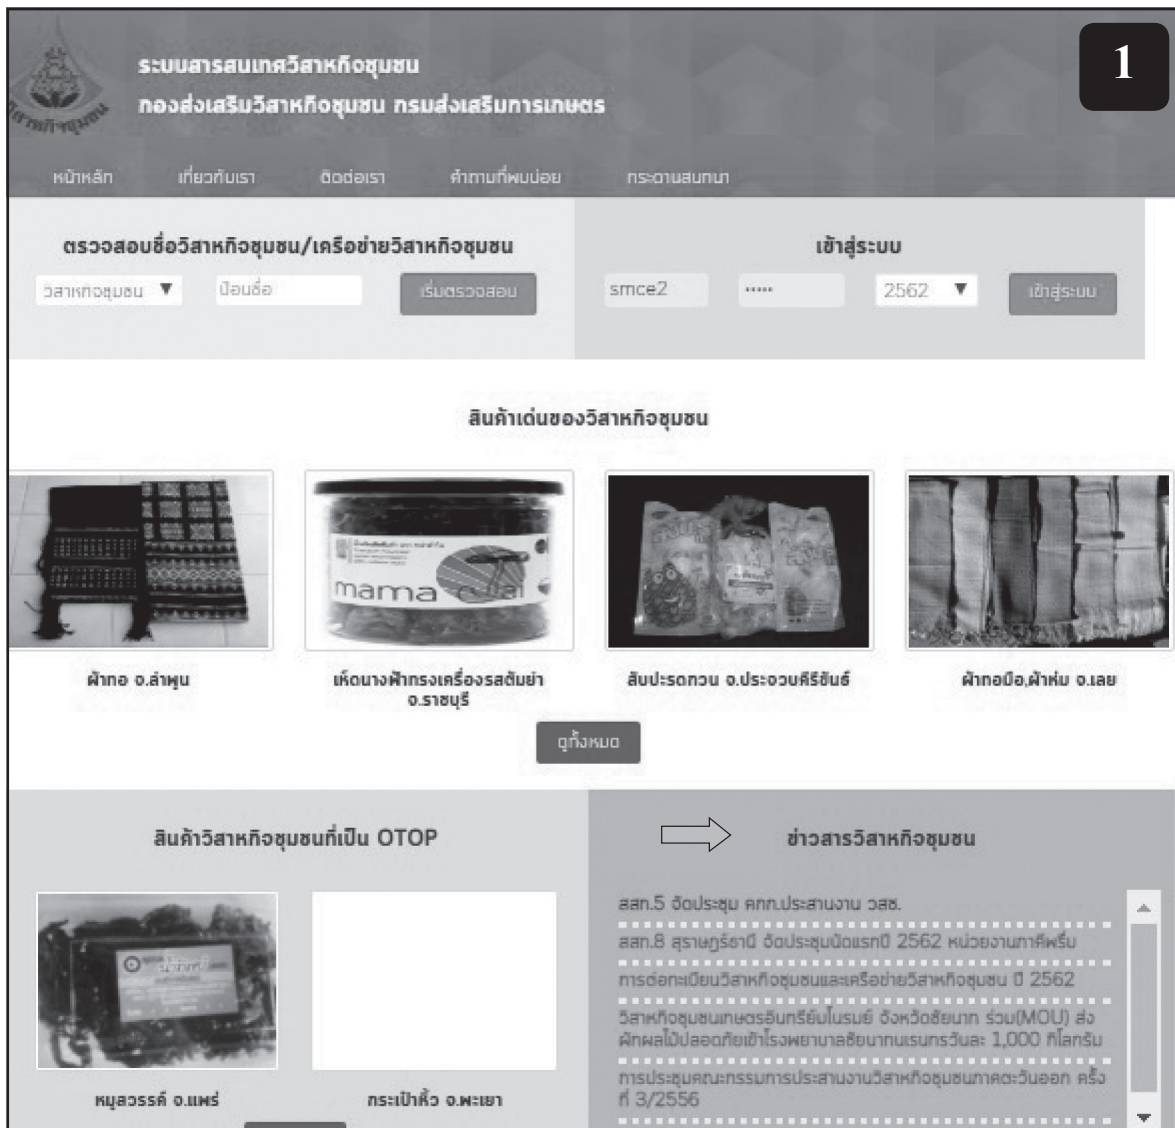 ระบบสารสนเทศวิสาหกิจชุมชน
กองส่งเสริมวิสาหกิจชุมชน กรมส่งเสริมการเกษตร
1
วิสาหกิจชุมชน
หน้าหลัก เกี่ยวกับเรา ติดต่อเรา คำถามที่พบบ่อย กระดานสนทนา
ตรวจสอบชื่อวิสาหกิจชุมชน/เครือข่ายวิสาหกิจชุมชน
วิสาหกิจชุมชน ▼ ป้อนชื่อ เริ่มตรวจสอบ
เข้าสู่ระบบ
smce2 ····· 2562 ▼ เข้าสู่ระบบ
สินค้าเด่นของวิสาหกิจชุมชน
mama
ผ้าทอ จ.ลำพูน
เห็ดนางฟ้าทรงเครื่องรสต้มยำ
จ.ราชบุรี
สับปะรดกวน จ.ประจวบคีรีขันธ์
ผ้าทอมือ,ผ้าห่ม จ.เลย
ดูทั้งหมด
สินค้าวิสาหกิจชุมชนที่เป็น OTOP
หมูสวรรค์ จ.แพร่
กระเป๋าหิ้ว จ.พะเยา
ข่าวสารวิสาหกิจชุมชน
สสก.5 จัดประชุม คกก.ประสานงาน วสช.
สสก.8 สุราษฎร์ธานี จัดประชุมนัดแรกปี 2562 หน่วยงานภาคีพรึ่บ
การต่อทะเบียนวิสาหกิจชุมชนและเครือข่ายวิสาหกิจชุมชน ปี 2562
วิสาหกิจชุมชนเกษตรอินทรีย์มโนรมย์ จังหวัดชัยนาท ร่วม(MOU) ส่ง
ผักผลไม้ปลอดภัยเข้าโรงพยาบาลชัยนาทนเรนทรวันละ 1,000 กิโลกรัม
การประชุมคณะกรรมการประสานงานวิสาหกิจชุมชนภาคตะวันออก ครั้ง
ที่ 3/2556